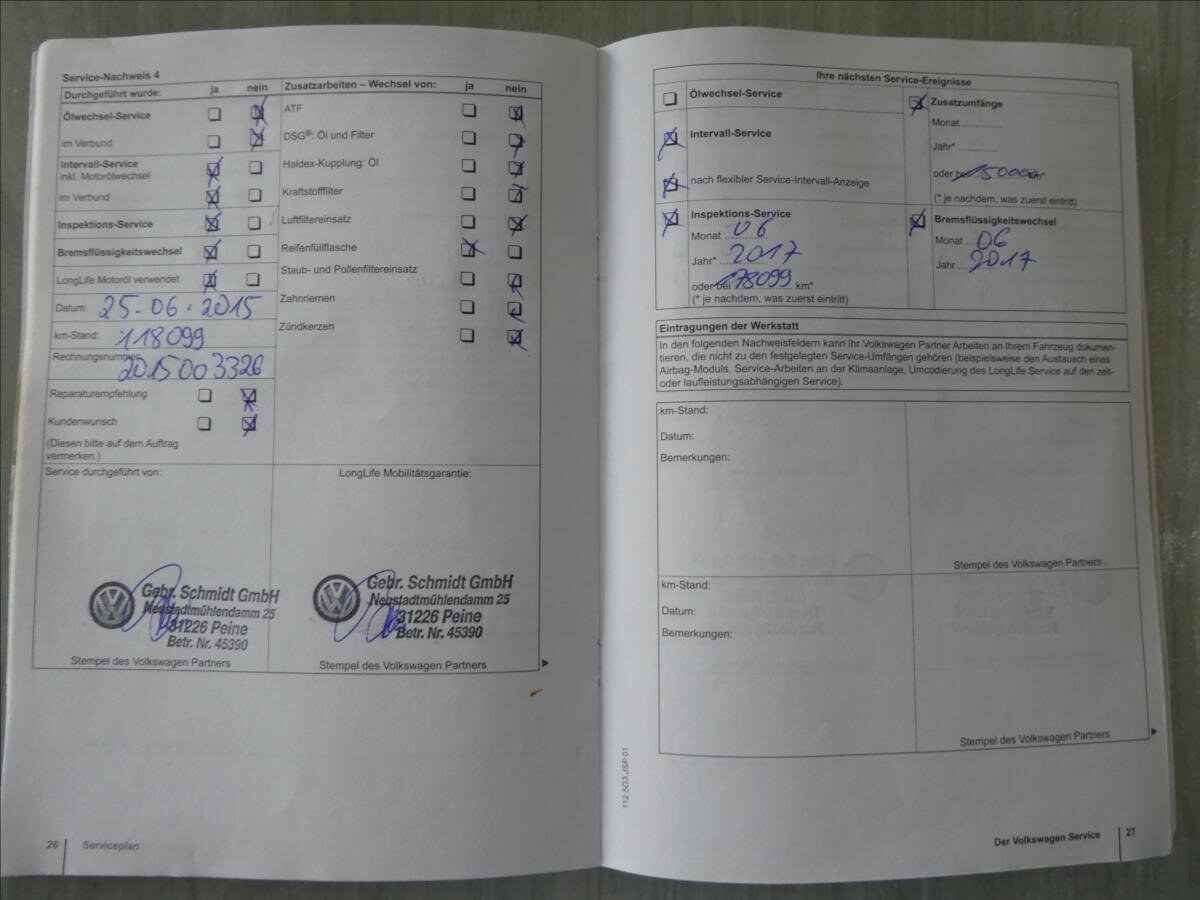 Service-Nachweis 4
Durchgeführt wurde: ja nein
Ölwechsel-Service
im Verbund
Intervall-Service
inkl. Motorölwechsel
im Verbund
Inspektions-Service
Bremsflüssigkeitswechsel
LongLife Motoröl verwendet
Datum: 25.06.2015
km-Stand: 118099
Rechnungsnummer 2015003326
Reparaturempfehlung
Kundenwunsch
(Diesen bitte auf dem Auftrag
vermerken.)
Zusatzarbeiten – Wechsel von: ja nein
ATF
DSG®: Öl und Filter
Haldex-Kupplung: Öl
Kraftstofffilter
Luftfiltereinsatz
Reifenfüllflasche
Staub- und Pollenfiltereinsatz
Zahnriemen
Zündkerzen
Service durchgeführt von:
Gebr. Schmidt GmbH
Neustadtmühlendamm 25
31226 Peine
Betr. Nr. 45390
Stempel des Volkswagen Partners
LongLife Mobilitätsgarantie:
Gebr. Schmidt GmbH
Neustadtmühlendamm 25
31226 Peine
Betr. Nr. 45390
Stempel des Volkswagen Partners
26 Serviceplan
Ihre nächsten Service-Ereignisse
Ölwechsel-Service
Intervall-Service
nach flexibler Service-Intervall-Anzeige
Inspektions-Service
Monat 06
Jahr* 2017
oder bei 178099 km*
(* je nachdem, was zuerst eintritt)
Zusatzumfänge
Monat
Jahr*
oder bei 150000
(* je nachdem, was zuerst eintritt)
Bremsflüssigkeitswechsel
Monat 06
Jahr 2017
Eintragungen der Werkstatt
In den folgenden Nachweisfeldern kann Ihr Volkswagen Partner Arbeiten an Ihrem Fahrzeug dokumen-
tieren, die nicht zu den festgelegten Service-Umfängen gehören (beispielsweise den Austausch eines
Airbag-Moduls, Service-Arbeiten an der Klimaanlage, Umcodierung des LongLife Service auf den zeit-
oder laufleistungsabhängigen Service).
km-Stand:
Datum:
Bemerkungen:
Stempel des Volkswagen Partners
km-Stand:
Datum:
Bemerkungen:
Stempel des Volkswagen Partners
112.5D3.JSP.01
Der Volkswagen Service 27